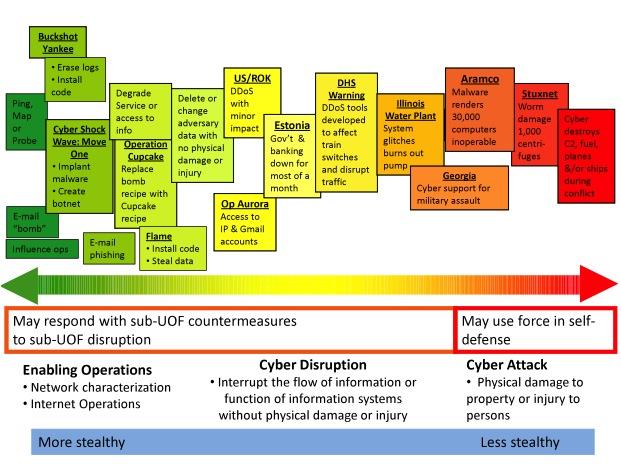 Buckshot
Yankee
• Erase logs
• Install
code
Ping,
Map
or
Probe
Cyber Shock
Wave: Move
One
• Implant
malware
• Create
botnet
E-mail
“bomb”
Influence ops
E-mail
phishing
Degrade
Service or
access to
info
Operation
Cupcake
Replace
bomb
recipe with
Cupcake
recipe
Flame
• Install code
• Steal data
Delete or
change
adversary
data with
no physical
damage or
injury
US/ROK
DDoS
with
minor
impact
Op Aurora
Access to
IP & Gmail
accounts
Estonia
Gov’t &
banking
down for
most of a
month
DHS
Warning
DDoS tools
developed
to affect
train
switches
and disrupt
traffic
Illinois
Water Plant
System
glitches
burns out
pump
Aramco
Malware
renders
30,000
computers
inoperable
Georgia
Cyber support for
military assault
Stuxnet
Worm
damage
1,000
centri-
fuges
Cyber
destroys
C2, fuel,
planes
&/or ships
during
conflict
May respond with sub-UOF countermeasures
to sub-UOF disruption
May use force in self-
defense
Enabling Operations
• Network characterization
• Internet Operations
Cyber Disruption
• Interrupt the flow of information or
function of information systems
without physical damage or injury
Cyber Attack
• Physical damage to
property or injury to
persons
More stealthy
Less stealthy